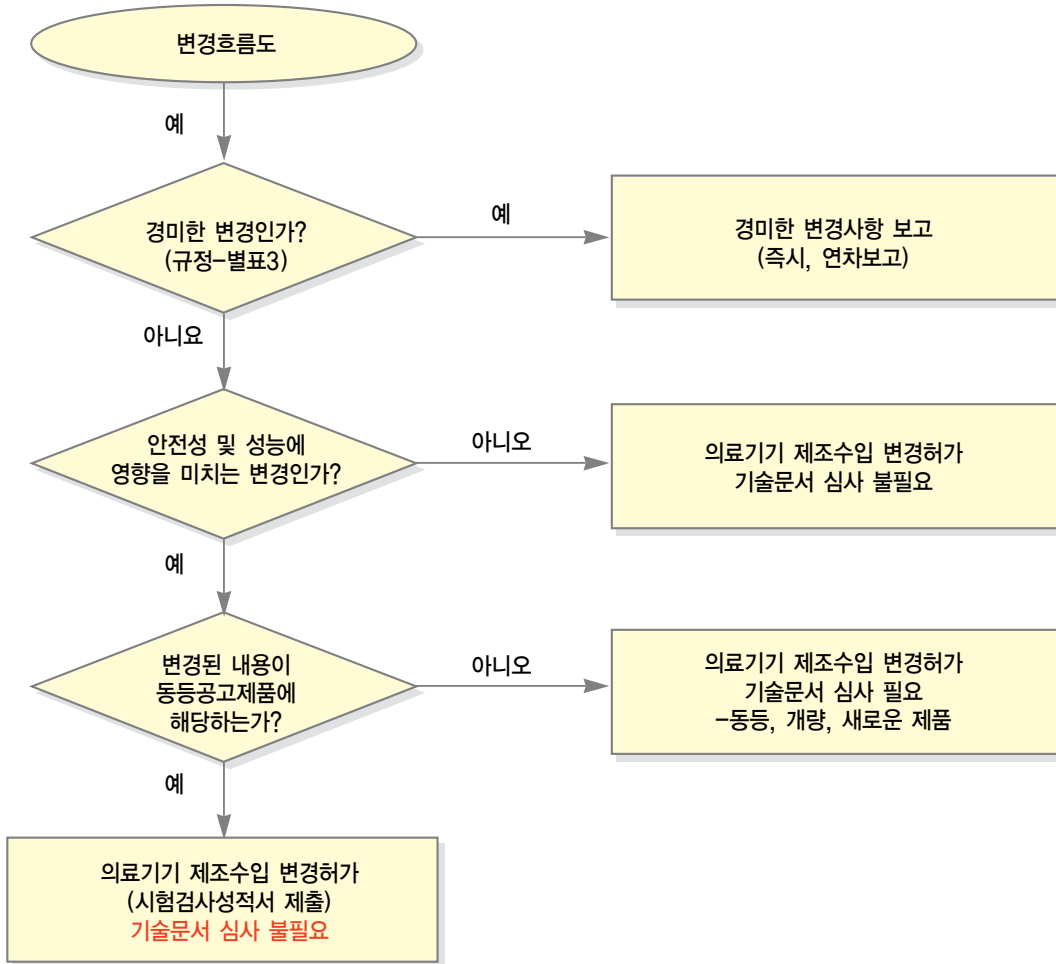 변경흐름도
예
경미한 변경인가?
(규정-별표3)
예
경미한 변경사항 보고
(즉시, 연차보고)
아니요
안전성 및 성능에
영향을 미치는 변경인가?
아니오
의료기기 제조수입 변경허가
기술문서 심사 불필요
예
변경된 내용이
동등공고제품에
해당하는가?
아니오
의료기기 제조수입 변경허가
기술문서 심사 필요
-동등, 개량, 새로운 제품
예
의료기기 제조수입 변경허가
(시험검사성적서 제출)
기술문서 심사 불필요